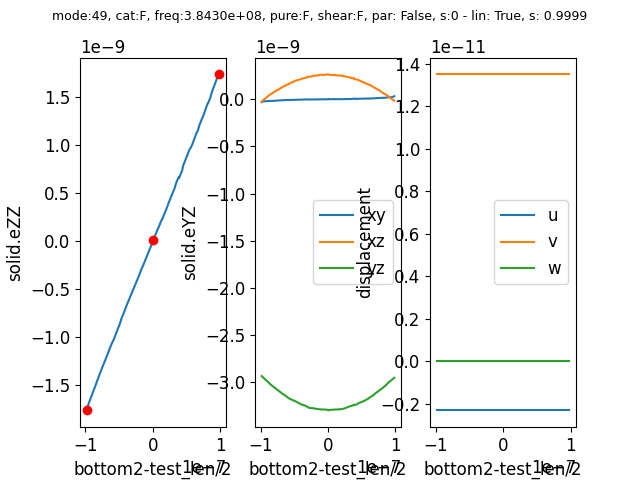 mode:49, cat:F, freq:3.8430e+08, pure:F, shear:F, par: False, s:0 - lin: True, s: 0.9999
1e−9
1e−9
1e−11
1.5
1.0
0.5
0.0
−0.5
−1.0
−1.5
solid.eZZ
−1
0
1
bottom2-test_len/2
1e−7
0.0
−0.5
−1.0
−1.5
−2.0
−2.5
−3.0
solid.eYZ
xy
xz
yz
−1
0
1
bottom2-test_len/2
1e−7
1.4
1.2
1.0
0.8
0.6
0.4
0.2
0.0
−0.2
displacement
u
v
w
−1
0
1
bottom2-test_len/2
1e−7